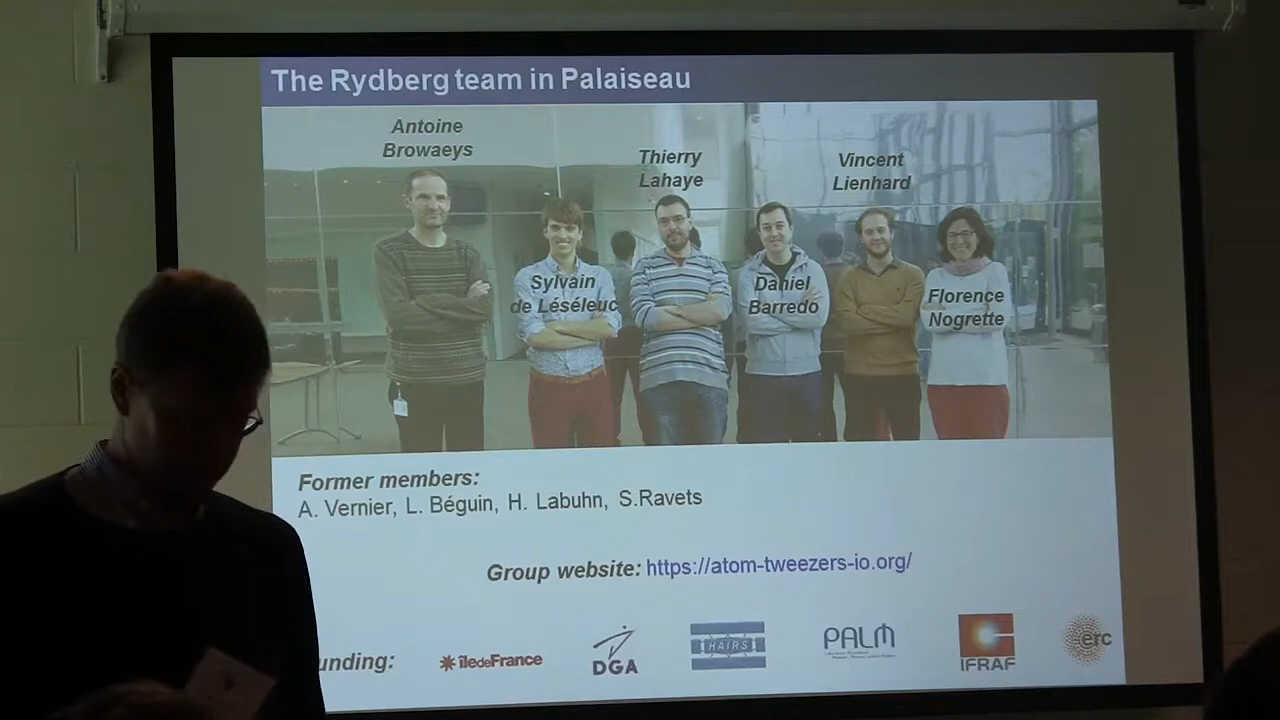 The Rydberg team in Palaiseau
Antoine
Browaeys
Thierry
Lahaye
Vincent
Lienhard
Sylvain
de Léséleuc
Daniel
Barredo
Florence
Nogrette
Former members:
A. Vernier, L. Béguin, H. Labuhn, S.Ravets
Group website: https://atom-tweezers-io.org/
unding:
îledeFrance
DGA
HAIRS
PALM
IFRAF
erc